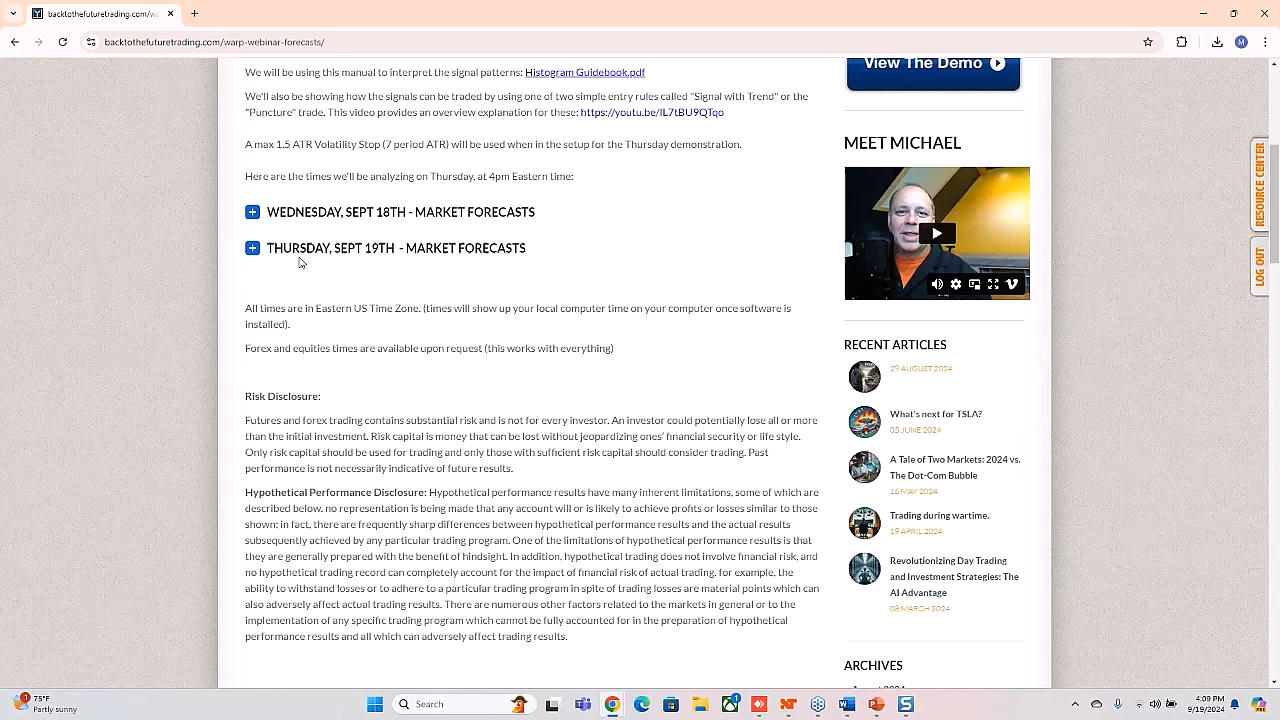 backtothefuturetrading.com/wa
backtothefuturetrading.com/warp-webinar-forecasts/
M
We will be using this manual to interpret the signal patterns: Histogram Guidebook.pdf
We'll also be showing how the signals can be traded by using one of two simple entry rules called "Signal with Trend" or the
"Puncture" trade. This video provides an overview explanation for these: https://youtu.be/IL7tBU9QTqo
A max 1.5 ATR Volatility Stop (7 period ATR) will be used when in the setup for the Thursday demonstration.
Here are the times we'll be analyzing on Thursday, at 4pm Eastern time:
WEDNESDAY, SEPT 18TH - MARKET FORECASTS
THURSDAY, SEPT 19TH - MARKET FORECASTS
All times are in Eastern US Time Zone. (times will show up your local computer time on your computer once software is
installed).
Forex and equities times are available upon request (this works with everything)
Risk Disclosure:
Futures and forex trading contains substantial risk and is not for every investor. An investor could potentially lose all or more
than the initial investment. Risk capital is money that can be lost without jeopardizing ones' financial security or life style.
Only risk capital should be used for trading and only those with sufficient risk capital should consider trading. Past
performance is not necessarily indicative of future results.
Hypothetical Performance Disclosure: Hypothetical performance results have many inherent limitations, some of which are
described below. no representation is being made that any account will or is likely to achieve profits or losses similar to those
shown; in fact, there are frequently sharp differences between hypothetical performance results and the actual results
subsequently achieved by any particular trading program. One of the limitations of hypothetical performance results is that
they are generally prepared with the benefit of hindsight. In addition, hypothetical trading does not involve financial risk, and
no hypothetical trading record can completely account for the impact of financial risk of actual trading. for example, the
ability to withstand losses or to adhere to a particular trading program in spite of trading losses are material points which can
also adversely affect actual trading results. There are numerous other factors related to the markets in general or to the
implementation of any specific trading program which cannot be fully accounted for in the preparation of hypothetical
performance results and all which can adversely affect trading results.
View The Demo
MEET MICHAEL
RECENT ARTICLES
29 AUGUST 2024
What's next for TSLA?
05 JUNE 2024
A Tale of Two Markets: 2024 vs.
The Dot-Com Bubble
16 MAY 2024
Trading during wartime.
19 APRIL 2024
Revolutionizing Day Trading
and Investment Strategies: The
AI Advantage
08 MARCH 2024
ARCHIVES
RESOURCE CENTER
LOG OUT
1
75°F
Partly sunny
Search
1
4:09 PM
9/19/2024